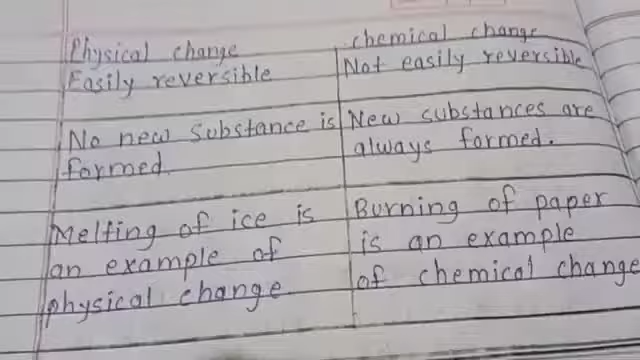 Physical change
Easily reversible
No new substance is
formed.
Melting of ice is
an example of
physical change
chemical change
Not easily reversible
New substances are
always formed.
Burning of paper
is an example
of chemical change